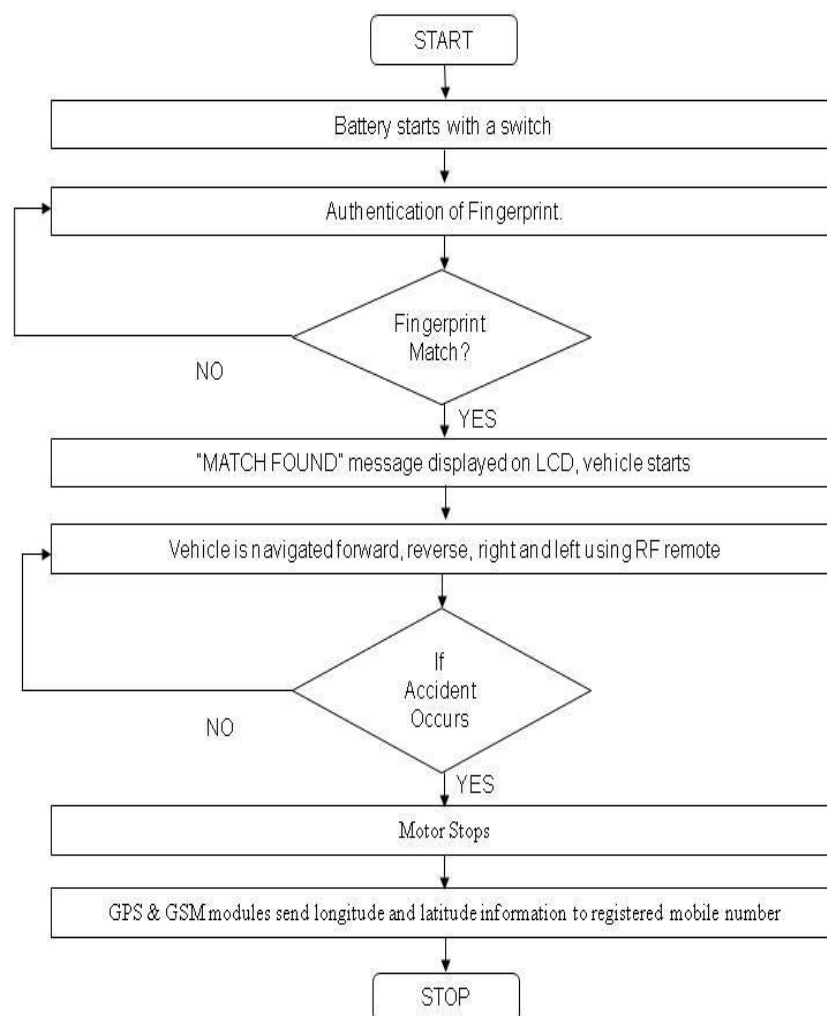 START
Battery starts with a switch
Authentication of Fingerprint.
Fingerprint
Match?
NO
YES
"MATCH FOUND" message displayed on LCD, vehicle starts
Vehicle is navigated forward, reverse, right and left using RF remote
If
Accident
Occurs
NO
YES
Motor Stops
GPS & GSM modules send longitude and latitude information to registered mobile number
STOP